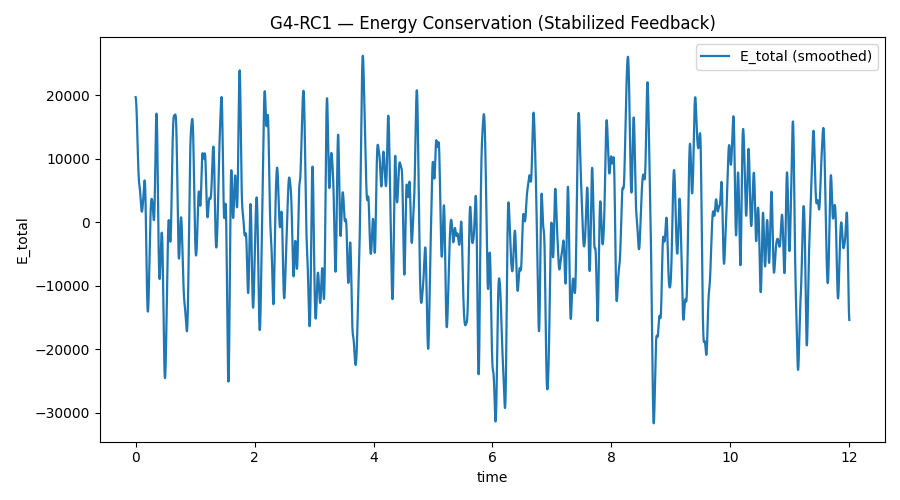 G4-RC1 — Energy Conservation (Stabilized Feedback)
E_total (smoothed)
E_total
20000
10000
0
−10000
−20000
−30000
0 2 4 6 8 10 12
time